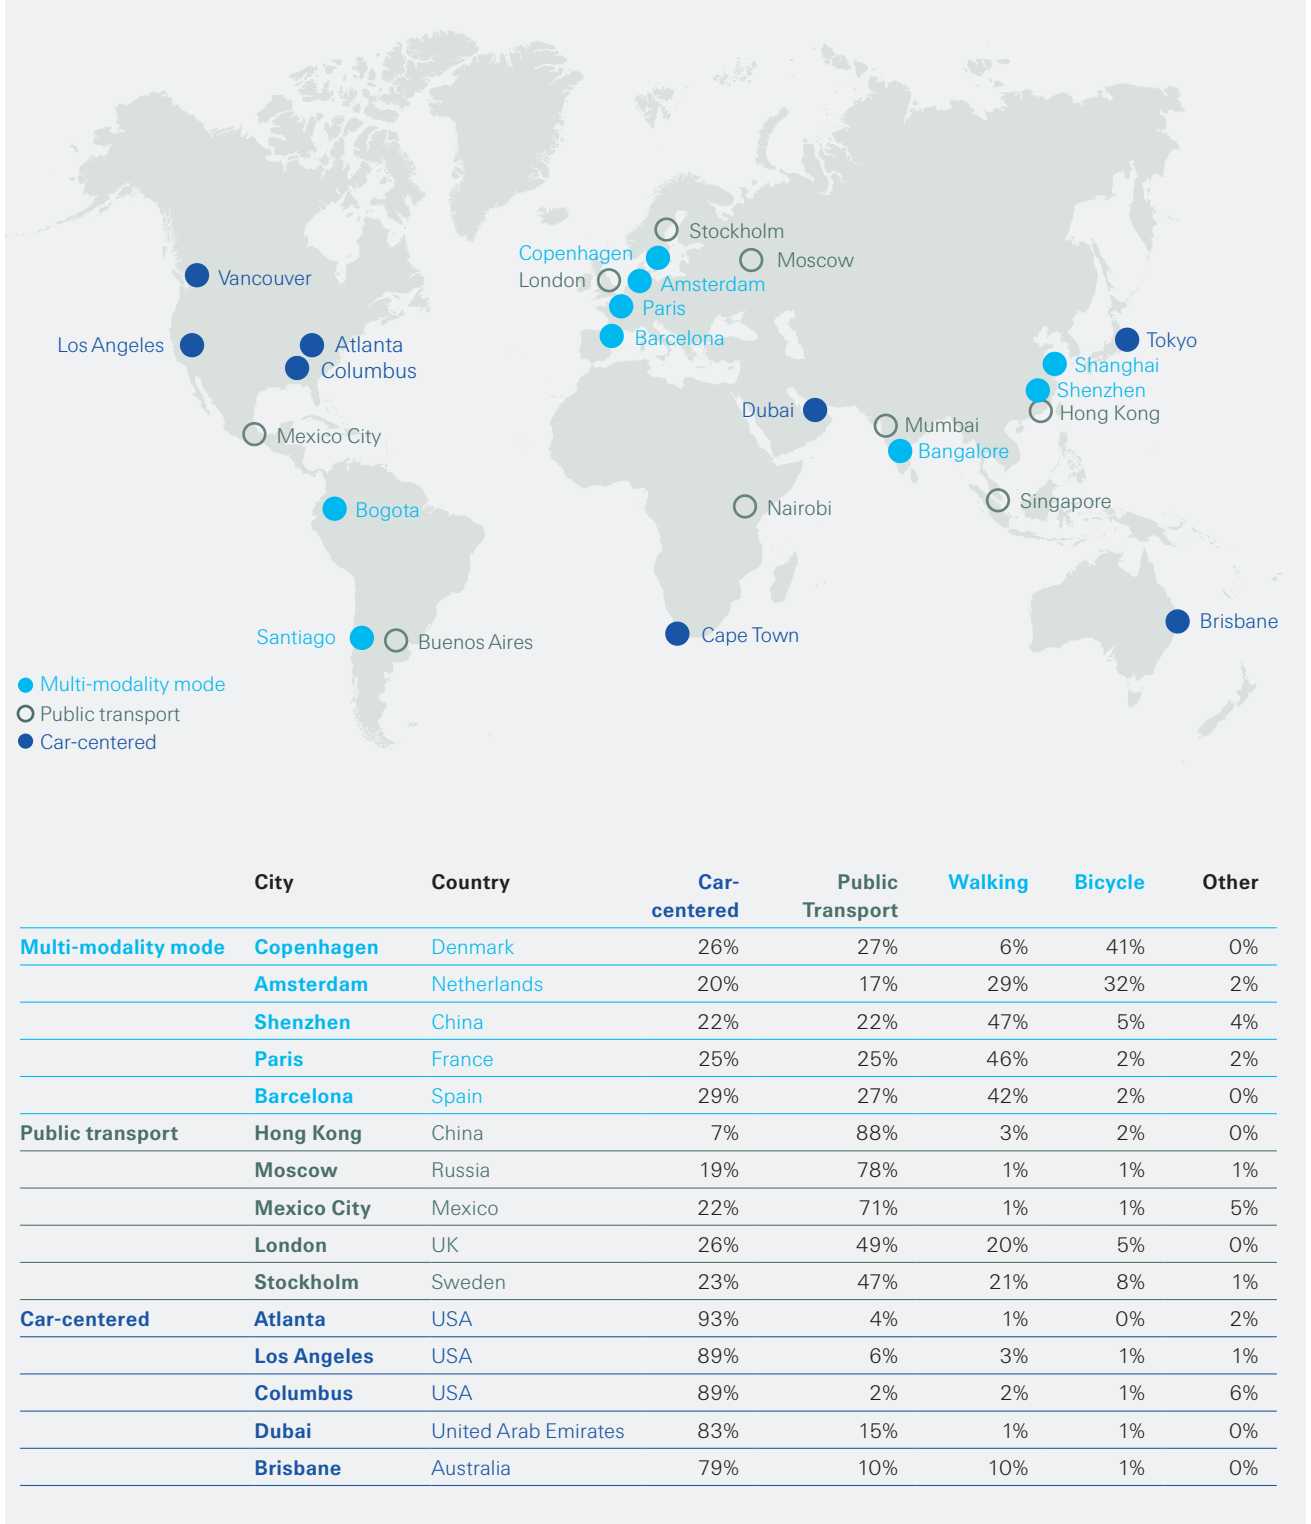 Stockholm
Copenhagen
Moscow
London
Amsterdam
Vancouver
Paris
Barcelona
Los Angeles
Atlanta
Tokyo
Columbus
Shanghai
Shenzhen
Dubai
Hong Kong
Mumbai
Mexico City
Bangalore
Singapore
Bogota
Nairobi
Brisbane
Cape Town
Santiago
Buenos Aires
Multi-modality mode
Public transport
Car-centered
City Country Car- Public Walking Bicycle Other
centered Transport
Multi-modality mode Copenhagen Denmark 26% 27% 6% 41% 0%
Amsterdam Netherlands 20% 17% 29% 32% 2%
Shenzhen China 22% 22% 47% 5% 4%
Paris France 25% 25% 46% 2% 2%
Barcelona Spain 29% 27% 42% 2% 0%
Public transport Hong Kong China 7% 88% 3% 2% 0%
Moscow Russia 19% 78% 1% 1% 1%
Mexico City Mexico 22% 71% 1% 1% 5%
London UK 26% 49% 20% 5% 0%
Stockholm Sweden 23% 47% 21% 8% 1%
Car-centered Atlanta USA 93% 4% 1% 0% 2%
Los Angeles USA 89% 6% 3% 1% 1%
Columbus USA 89% 2% 2% 1% 6%
Dubai United Arab Emirates 83% 15% 1% 1% 0%
Brisbane Australia 79% 10% 10% 1% 0%